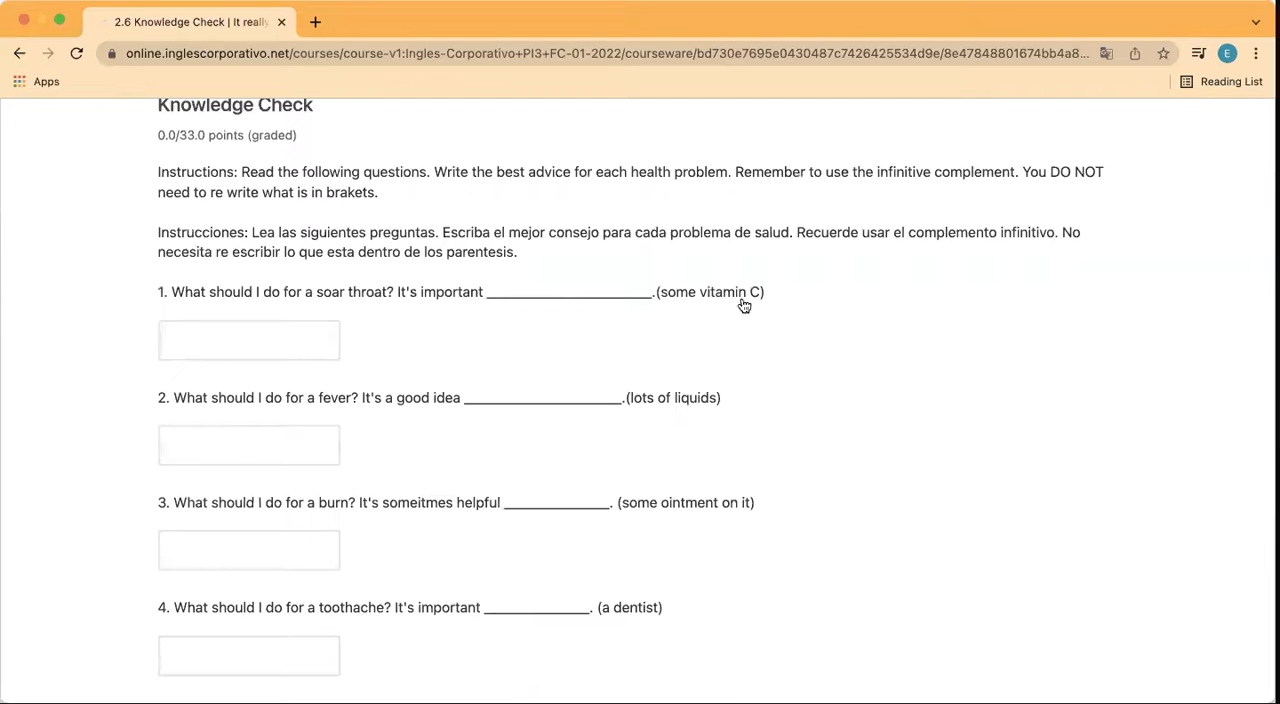 2.6 Knowledge Check | It really
online.inglescorporativo.net/courses/course-v1:Ingles-Corporativo+PI3+FC-01-2022/courseware/bd730e7695e0430487c7426425534d9e/8e47848801674bb4a8...
E
Apps
Reading List
Knowledge Check
0.0/33.0 points (graded)
Instructions: Read the following questions. Write the best advice for each health problem. Remember to use the infinitive complement. You DO NOT
need to re write what is in brakets.
Instrucciones: Lea las siguientes preguntas. Escriba el mejor consejo para cada problema de salud. Recuerde usar el complemento infinitivo. No
necesita re escribir lo que esta dentro de los parentesis.
1. What should I do for a soar throat? It's important ____________________.(some vitamin C)
2. What should I do for a fever? It's a good idea ___________________.(lots of liquids)
3. What should I do for a burn? It's someitmes helpful _____________. (some ointment on it)
4. What should I do for a toothache? It's important _____________. (a dentist)